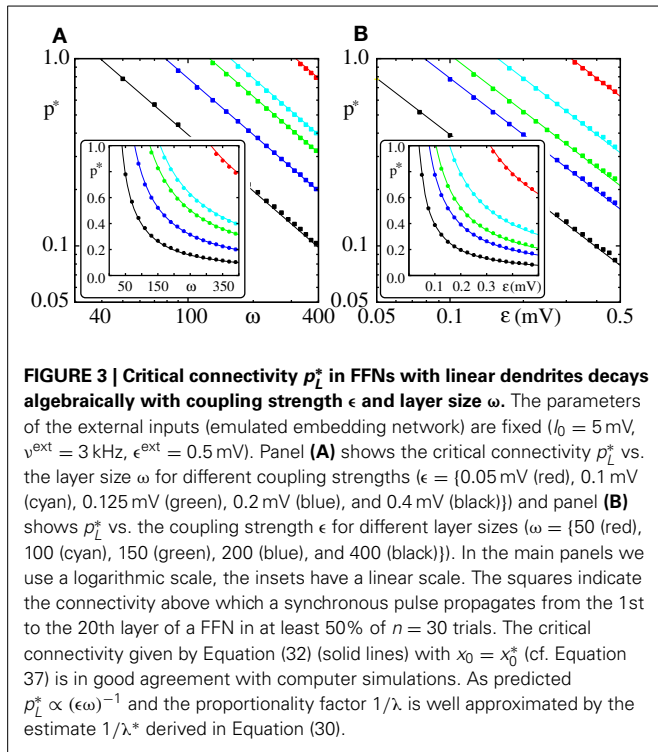 A
B
1.0
p*
0.1
0.05
40
100
ω
400
1.0
p*
0.8
0.6
0.4
0.2
0.0
50
150
ω
350
1.0
p*
0.1
0.05
0.05
0.1
ε (mV)
0.5
1.0
p*
0.8
0.6
0.4
0.2
0.0
0.1
0.2
0.3
ε (mV)
FIGURE 3 | Critical connectivity p*L in FFNs with linear dendrites decays
algebraically with coupling strength ϵ and layer size ω. The parameters
of the external inputs (emulated embedding network) are fixed (I0 = 5 mV,
νext = 3 kHz, ϵext = 0.5 mV). Panel (A) shows the critical connectivity p*L vs.
the layer size ω for different coupling strengths (ϵ = {0.05 mV (red), 0.1 mV
(cyan), 0.125 mV (green), 0.2 mV (blue), and 0.4 mV (black)}) and panel (B)
shows p*L vs. the coupling strength ϵ for different layer sizes (ω = {50 (red),
100 (cyan), 150 (green), 200 (blue), and 400 (black)}). In the main panels we
use a logarithmic scale, the insets have a linear scale. The squares indicate
the connectivity above which a synchronous pulse propagates from the 1st
to the 20th layer of a FFN in at least 50% of n = 30 trials. The critical
connectivity given by Equation (32) (solid lines) with x0 = x*0 (cf. Equation
37) is in good agreement with computer simulations. As predicted
p*L ∝ (ϵω)−1 and the proportionality factor 1/λ is well approximated by the
estimate 1/λ* derived in Equation (30).